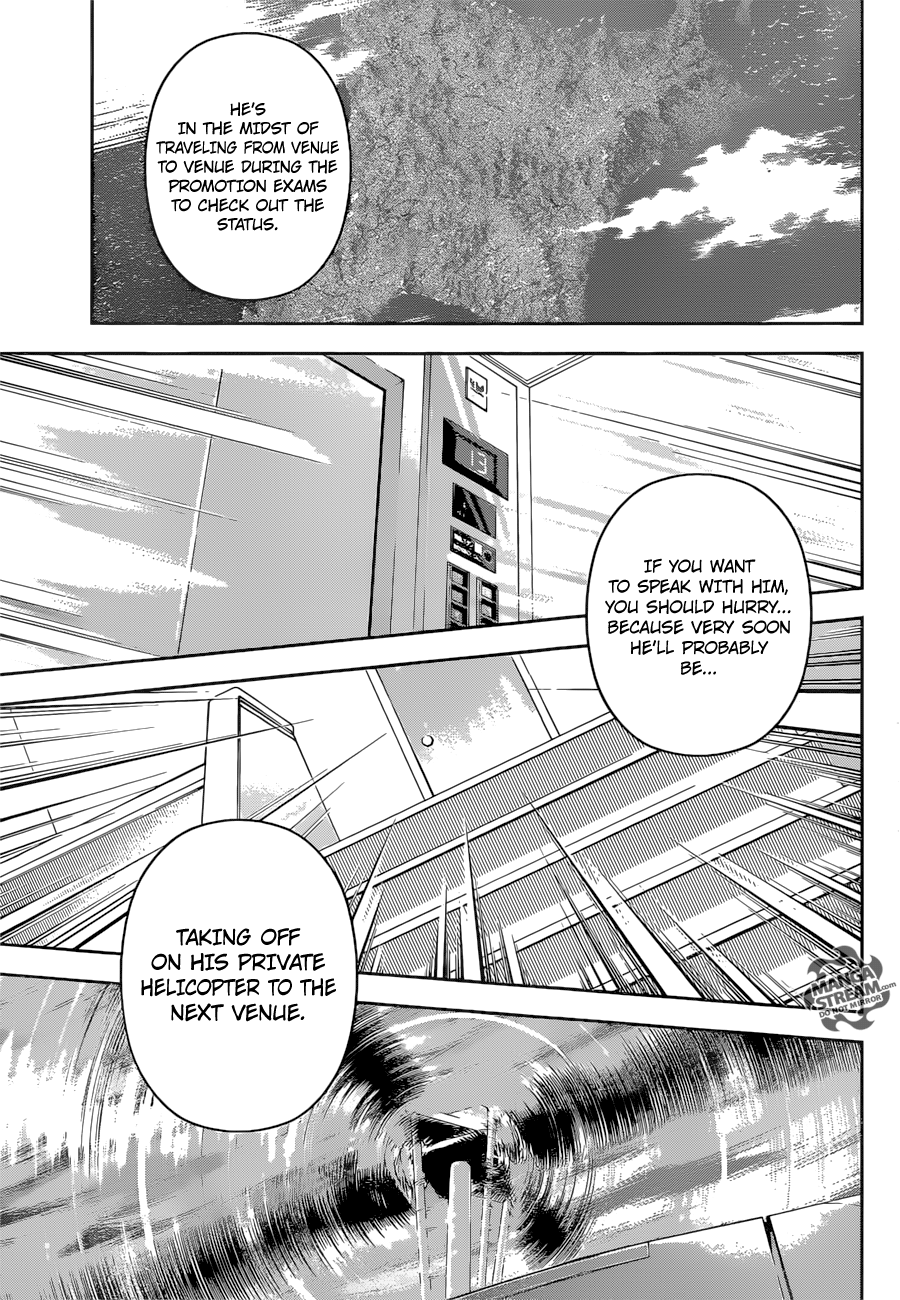 HE'S
IN THE MIDST OF
TRAVELING FROM VENUE
TO VENUE DURING THE
PROMOTION EXAMS
TO CHECK OUT THE
STATUS.
13
IF YOU WANT
TO SPEAK WITH HIM,
YOU SHOULD HURRY...
BECAUSE VERY SOON
HE'LL PROBABLY
BE...
TAKING OFF
ON HIS PRIVATE
HELICOPTER TO THE
NEXT VENUE.
MANGA
STREAM.com
DO NOT MIRROR